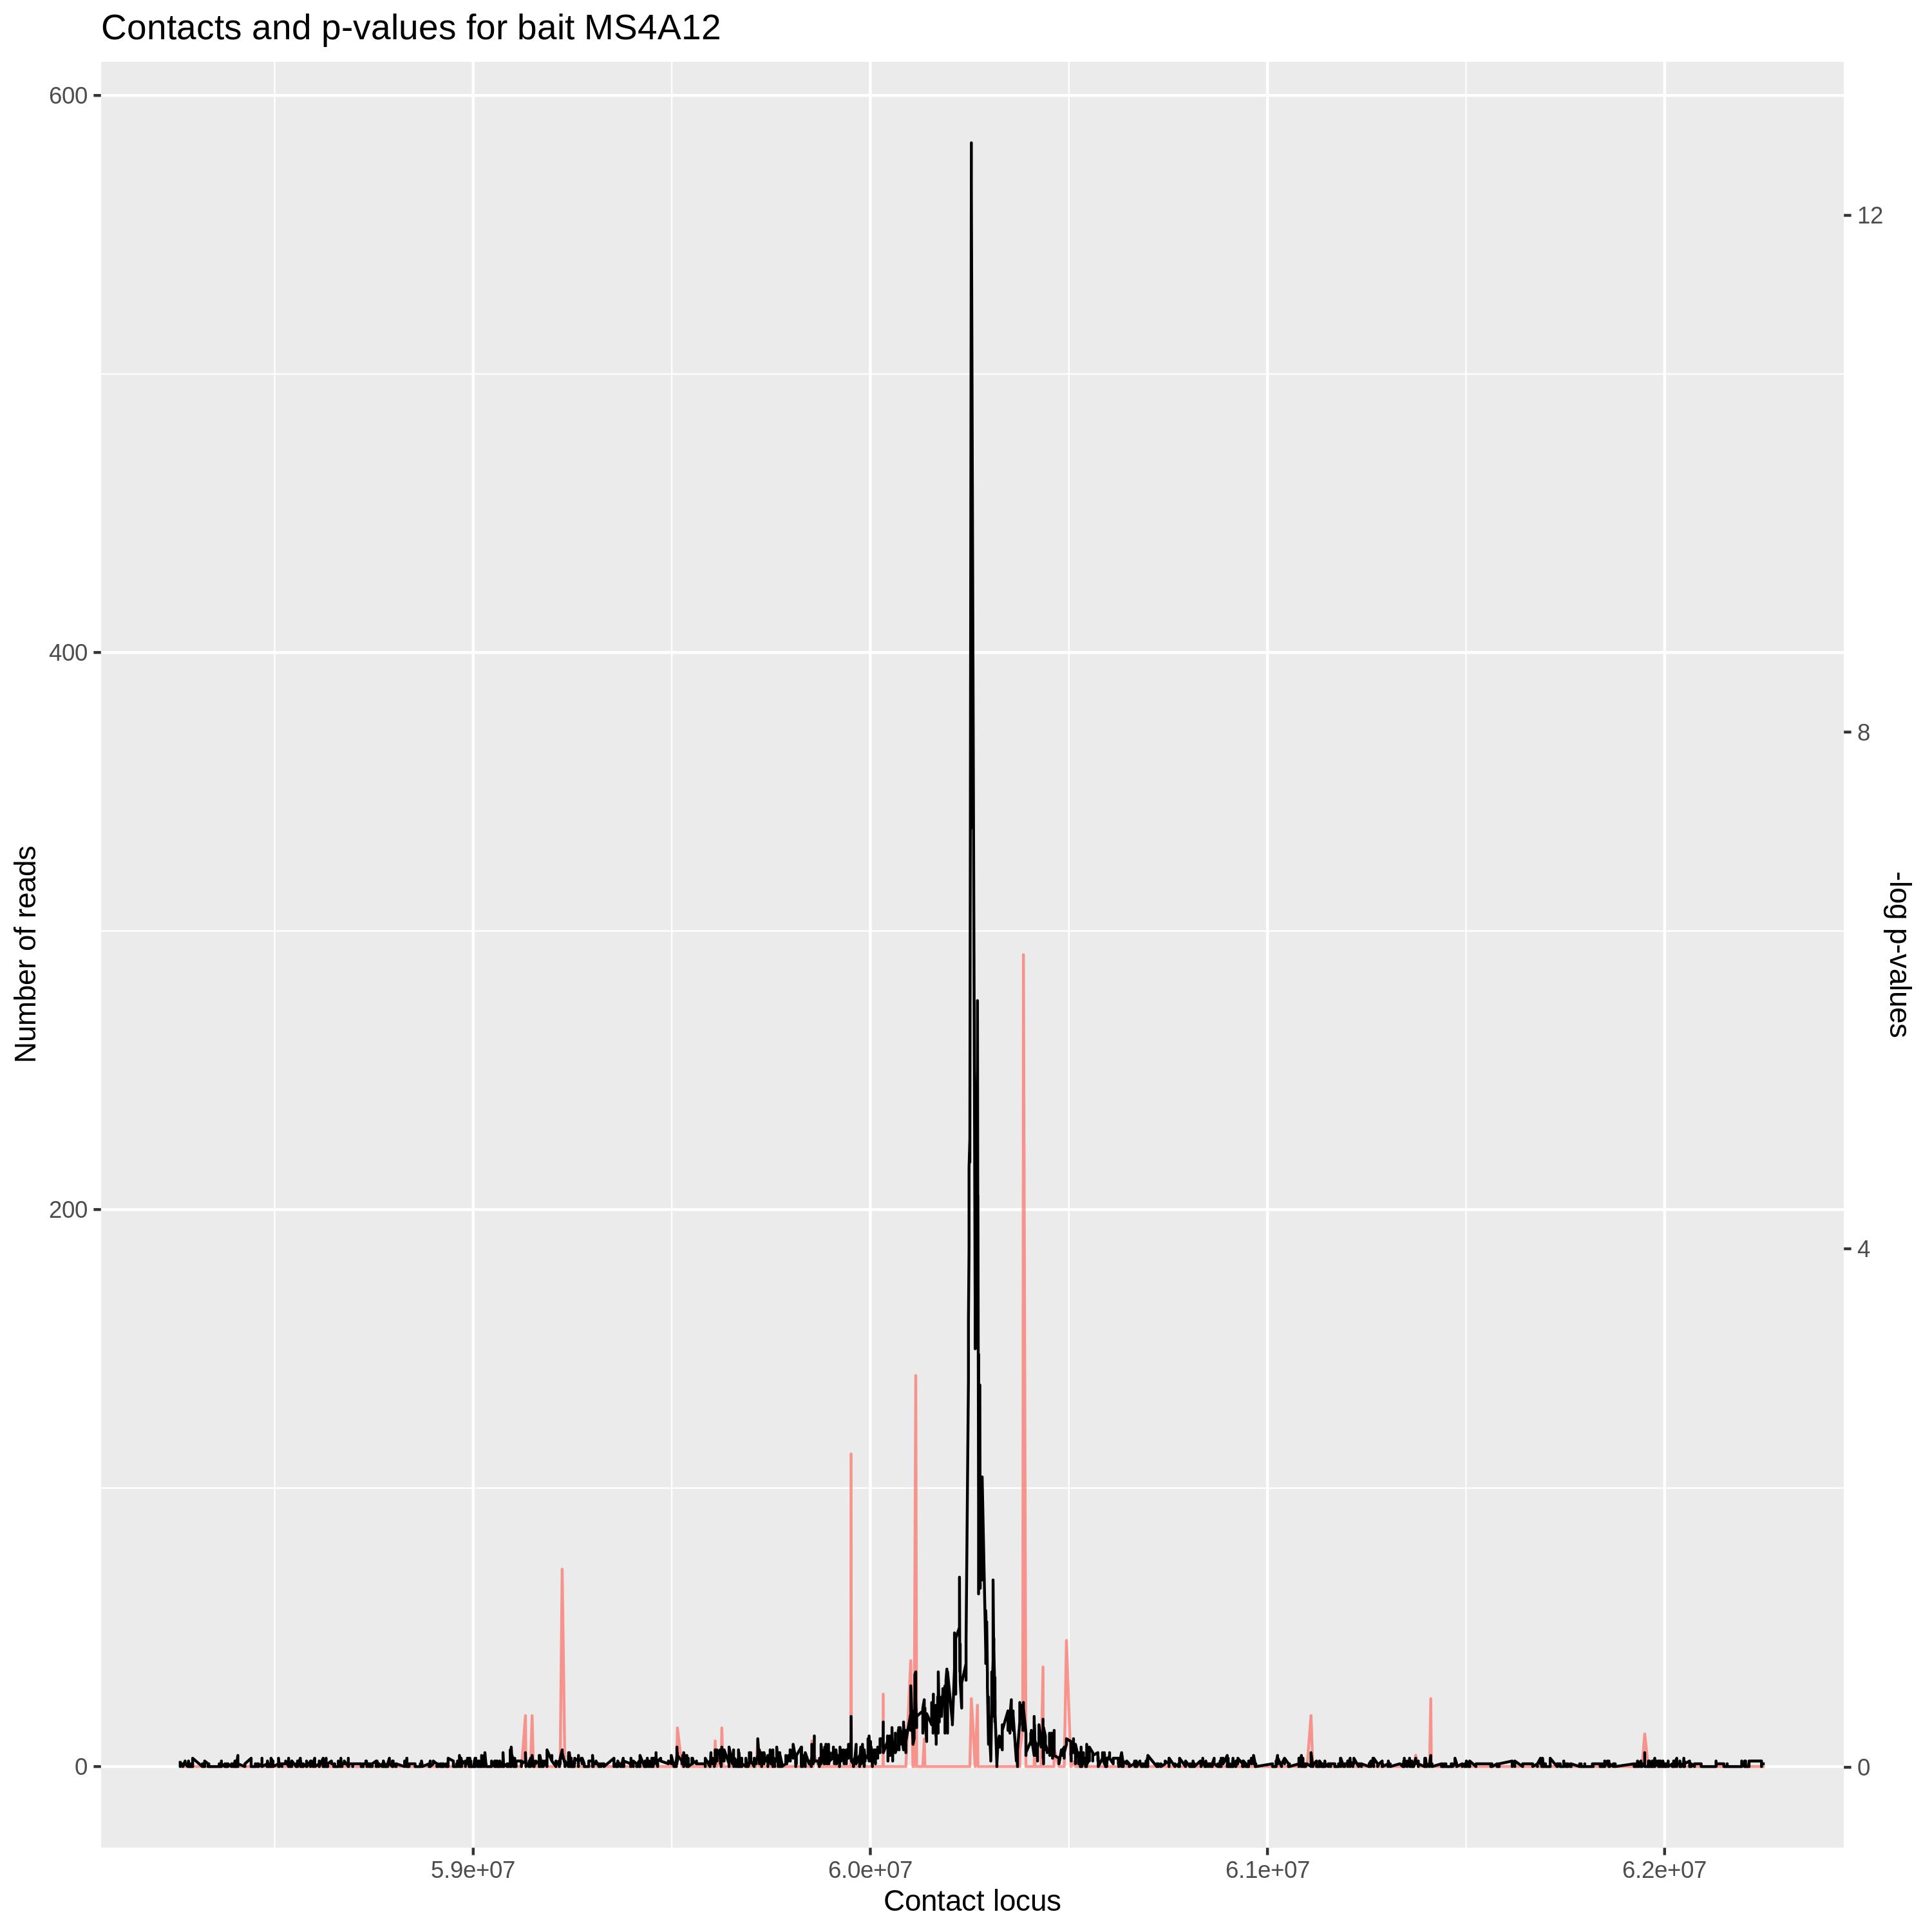 Contacts and p-values for bait MS4A12
600
400
200
0
12
8
4
0
Number of reads
-log p-values
5.9e+07
6.0e+07
6.1e+07
6.2e+07
Contact locus